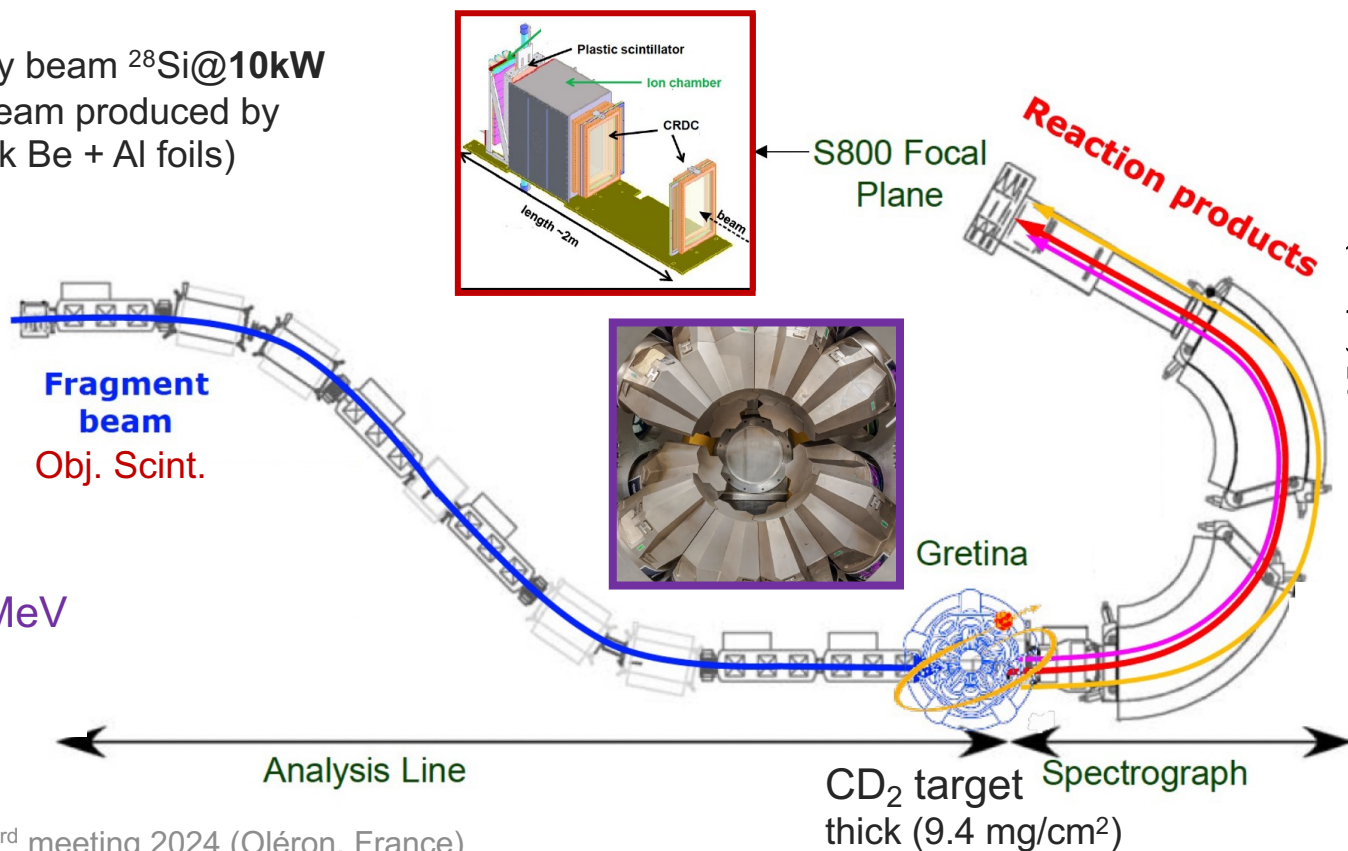 y beam ²⁸Si@10kW
eam produced by
k Be + Al foils)
Plastic scintillator
Ion chamber
CRDC
beam
length ~2m
S800 Focal
Plane
Reaction products
Fragment
beam
Obj. Scint.
Gretina
MeV
Analysis Line
Spectrograph
CD₂ target
thick (9.4 mg/cm²)
rd meeting 2024 (Oléron, France)